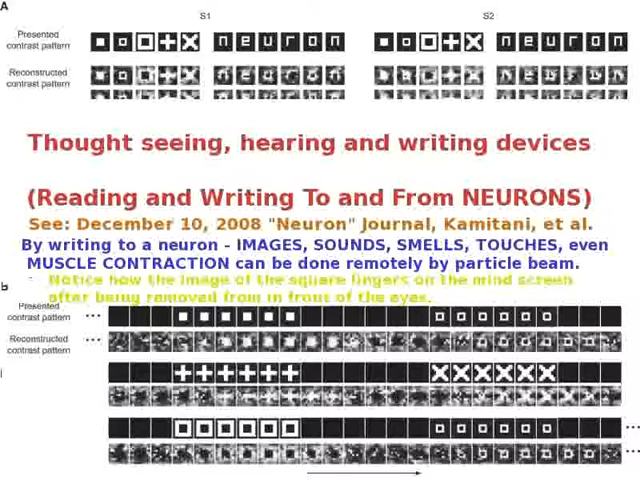 A
S1 S2
Presented contrast pattern
neuron neuron
Reconstructed contrast pattern
neuron neuron
Thought seeing, hearing and writing devices
(Reading and Writing To and From NEURONS)
See: December 10, 2008 "Neuron" Journal, Kamitani, et al.
By writing to a neuron - IMAGES, SOUNDS, SMELLS, TOUCHES, even
MUSCLE CONTRACTION can be done remotely by particle beam.
Notice how the image of the square lingers on the mind screen
after being removed from in front of the eyes.
B
Presented contrast pattern
Reconstructed contrast pattern